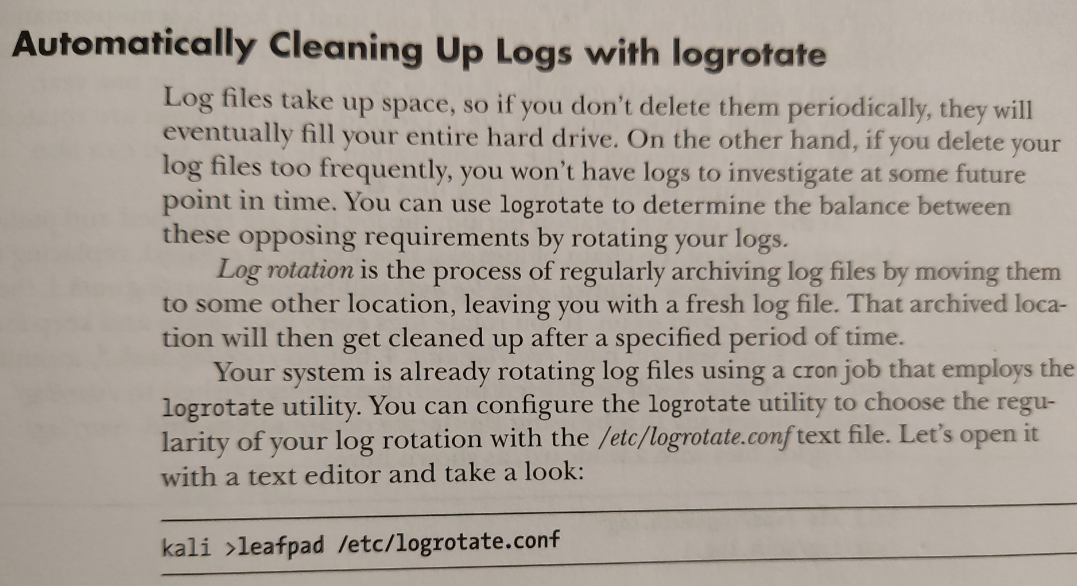 Automatically Cleaning Up Logs with logrotate
Log files take up space, so if you don't delete them periodically, they will
eventually fill your entire hard drive. On the other hand, if you delete your
log files too frequently, you won't have logs to investigate at some future
point in time. You can use logrotate to determine the balance between
these opposing requirements by rotating your logs.
Log rotation is the process of regularly archiving log files by moving them
to some other location, leaving you with a fresh log file. That archived loca-
tion will then get cleaned up after a specified period of time.
Your system is already rotating log files using a cron job that employs the
logrotate utility. You can configure the logrotate utility to choose the regu-
larity of your log rotation with the /etc/logrotate.conf text file. Let's open it
with a text editor and take a look:
kali >leafpad /etc/logrotate.conf